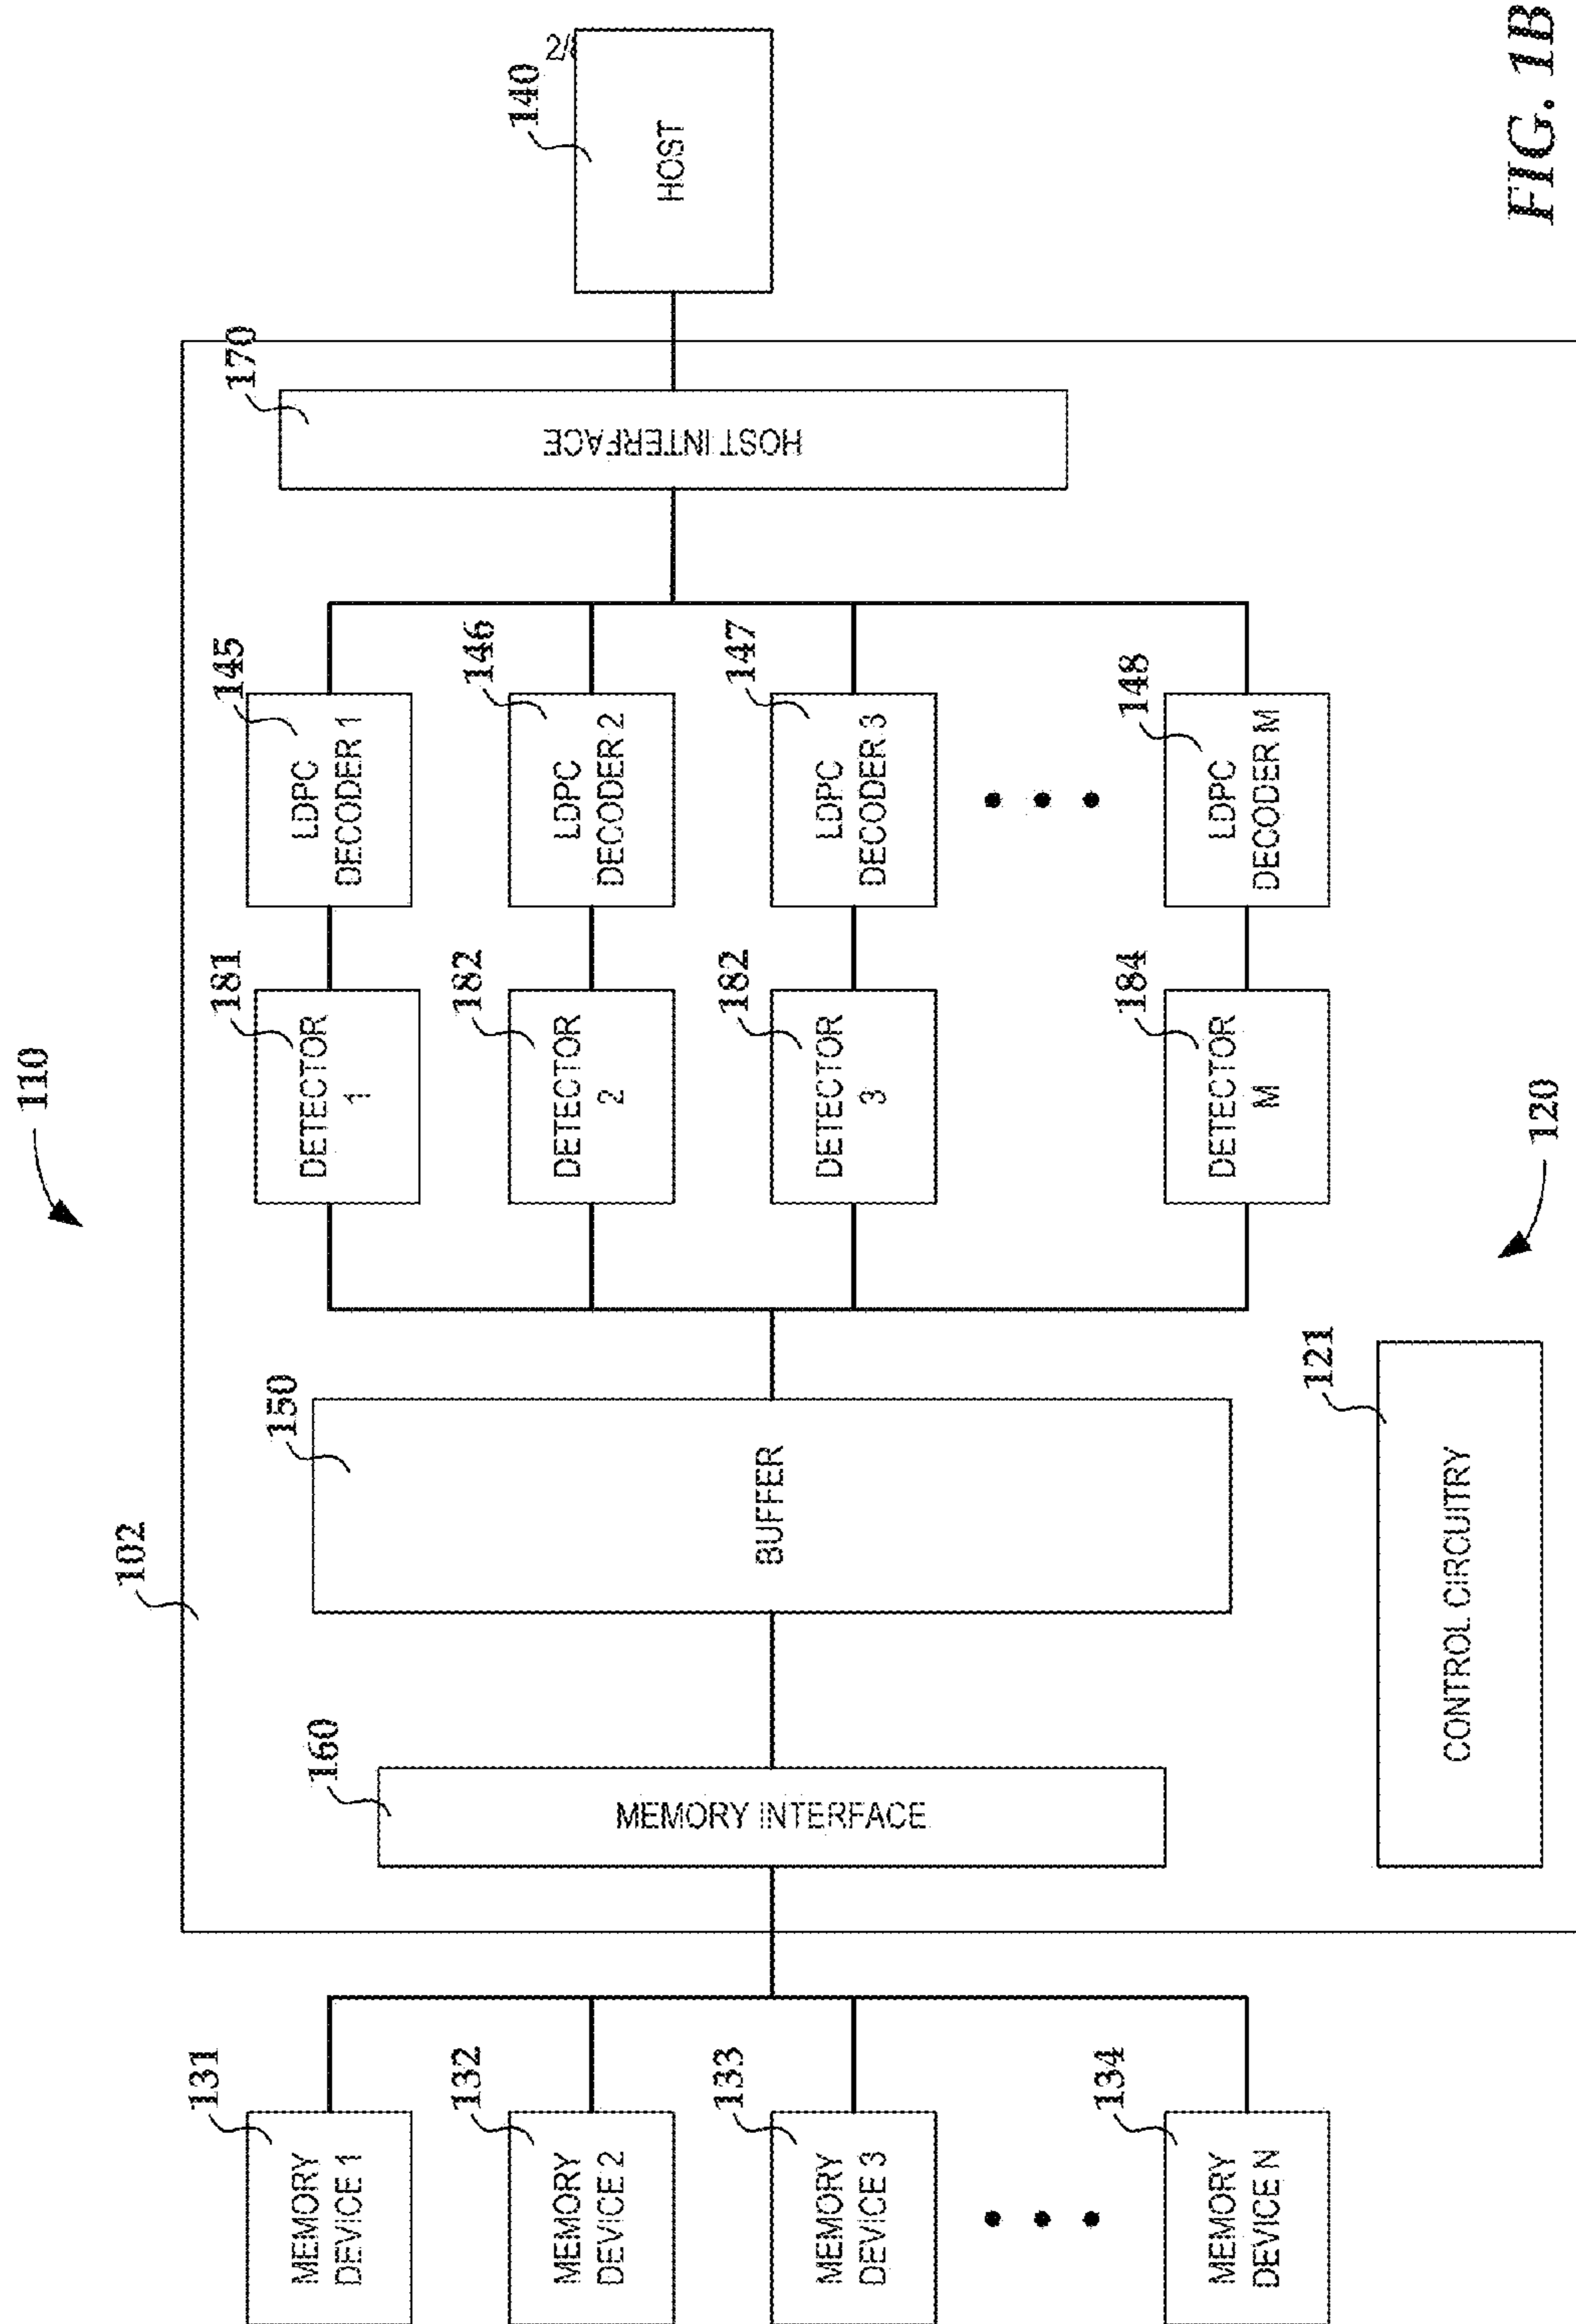 2/
110
102
131
MEMORY
DEVICE 1
132
MEMORY
DEVICE 2
133
MEMORY
DEVICE 3
134
MEMORY
DEVICE N
160
MEMORY INTERFACE
150
BUFFER
181
DETECTOR
1
182
DETECTOR
2
182
DETECTOR
3
184
DETECTOR
M
145
LDPC
DECODER 1
146
LDPC
DECODER 2
147
LDPC
DECODER 3
148
LDPC
DECODER M
170
HOST INTERFACE
140
HOST
121
CONTROL CIRCUITRY
120
FIG. 1B